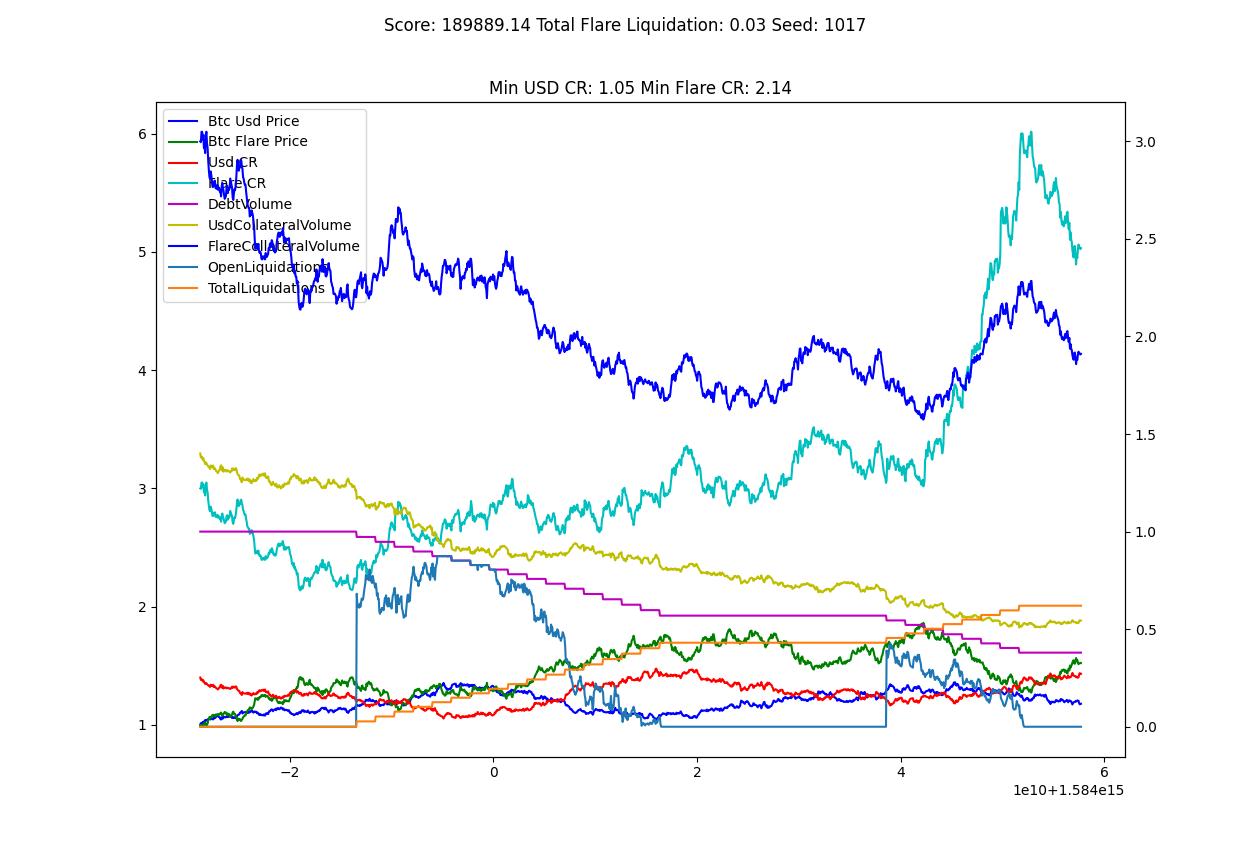 Score: 189889.14 Total Flare Liquidation: 0.03 Seed: 1017
Min USD CR: 1.05 Min Flare CR: 2.14
Btc Usd Price
Btc Flare Price
Usd CR
Flare CR
DebtVolume
UsdCollateralVolume
FlareCollateralVolume
OpenLiquidations
TotalLiquidations
6
5
4
3
2
1
3.0
2.5
2.0
1.5
1.0
0.5
0.0
−2
0
2
4
6
1e10+1.584e15